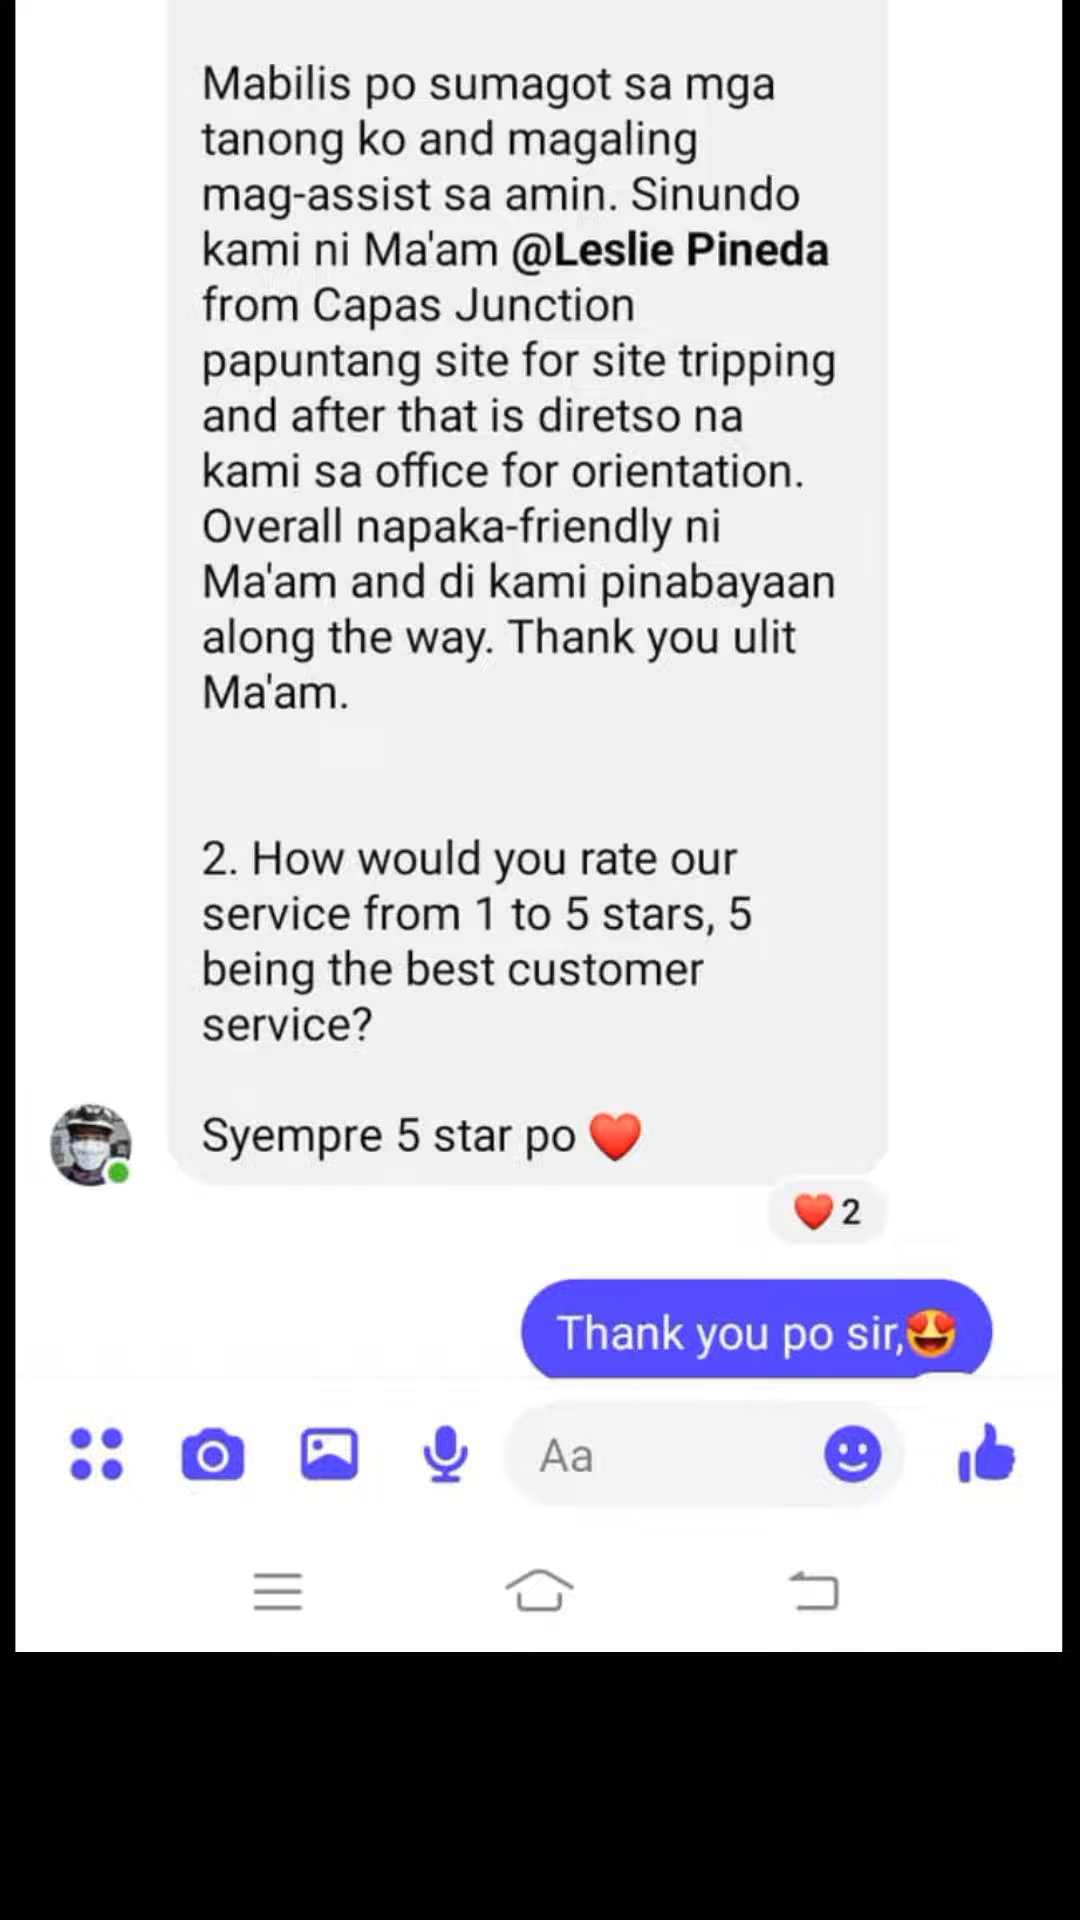 Mabilis po sumagot sa mga
tanong ko and magaling
mag-assist sa amin. Sinundo
kami ni Ma'am @Leslie Pineda
from Capas Junction
papuntang site for site tripping
and after that is diretso na
kami sa office for orientation.
Overall napaka-friendly ni
Ma'am and di kami pinabayaan
along the way. Thank you ulit
Ma'am.
2. How would you rate our
service from 1 to 5 stars, 5
being the best customer
service?
Syempre 5 star po ❤️
❤️ 2
Thank you po sir,😍
Aa